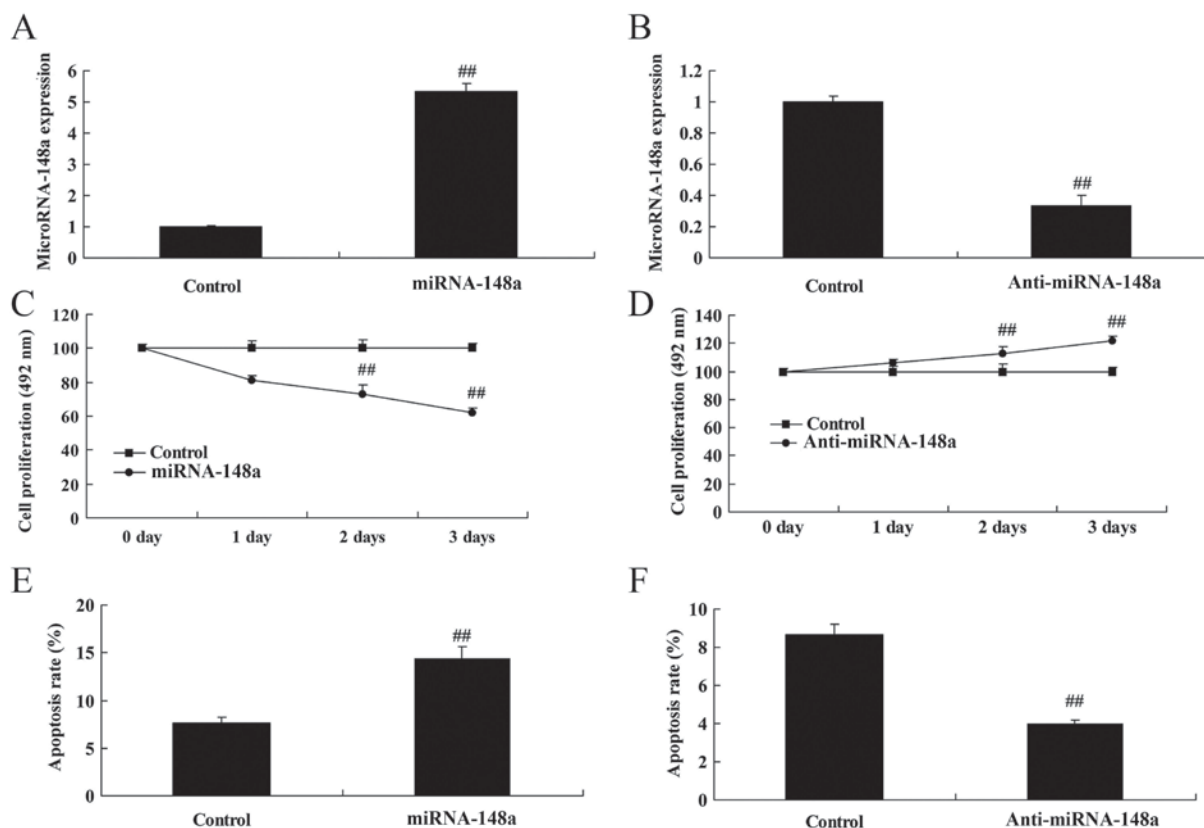 A
MicroRNA-148a expression
6
5
4
3
2
1
0
##
Control
miRNA-148a
B
MicroRNA-148a expression
1.2
1
0.8
0.6
0.4
0.2
0
##
Control
Anti-miRNA-148a
C
Cell proliferation (492 nm)
120
100
80
60
40
20
0
##
##
Control
miRNA-148a
0 day
1 day
2 days
3 days
D
Cell proliferation (492 nm)
140
120
100
80
60
40
20
0
##
##
Control
Anti-miRNA-148a
0 day
1 day
2 days
3 days
E
Apoptosis rate (%)
20
15
10
5
0
##
Control
miRNA-148a
F
Apoptosis rate (%)
10
8
6
4
2
0
##
Control
Anti-miRNA-148a